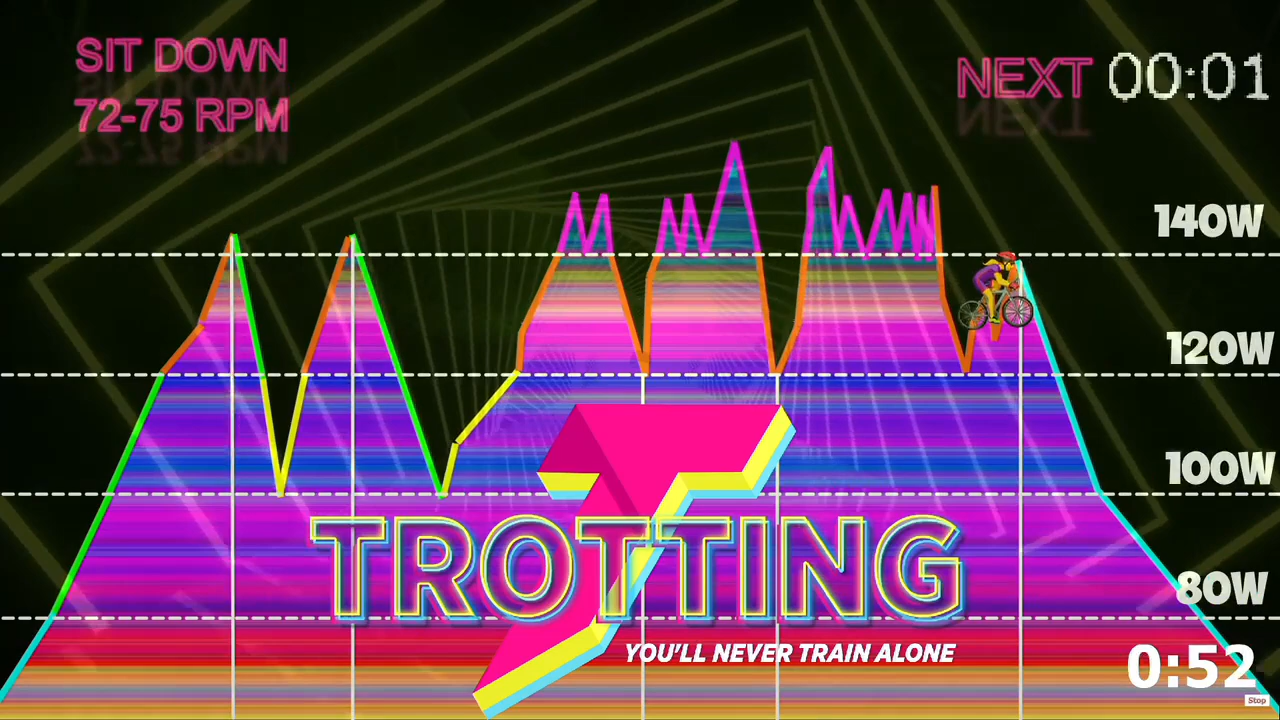 SIT DOWN
72-75 RPM
NEXT 00:01
140W
120W
100W
80W
TROTTING
YOU'LL NEVER TRAIN ALONE
0:52
Stop